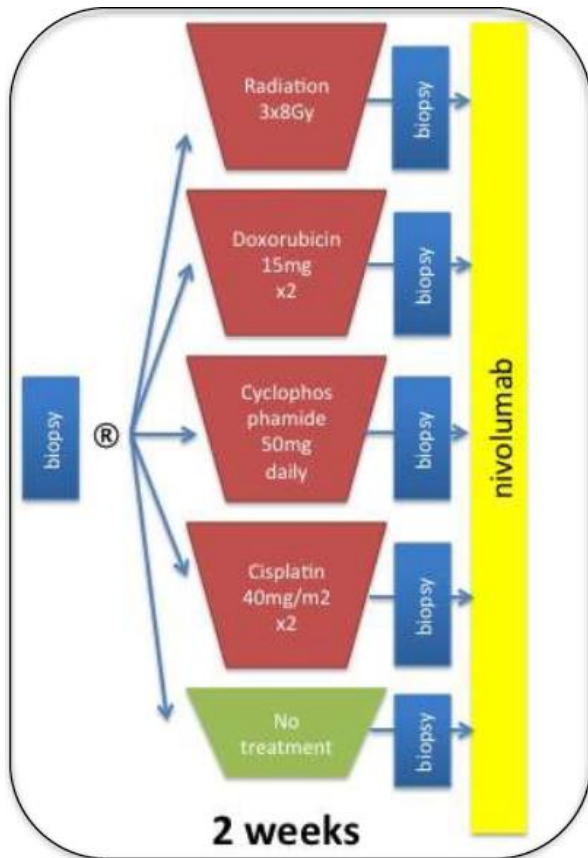 Radiation
3x8Gy
biopsy
Doxorubicin
15mg
x2
biopsy
biopsy
®
Cyclophos
phamide
50mg
daily
biopsy
nivolumab
Cisplatin
40mg/m2
x2
biopsy
No
treatment
biopsy
2 weeks